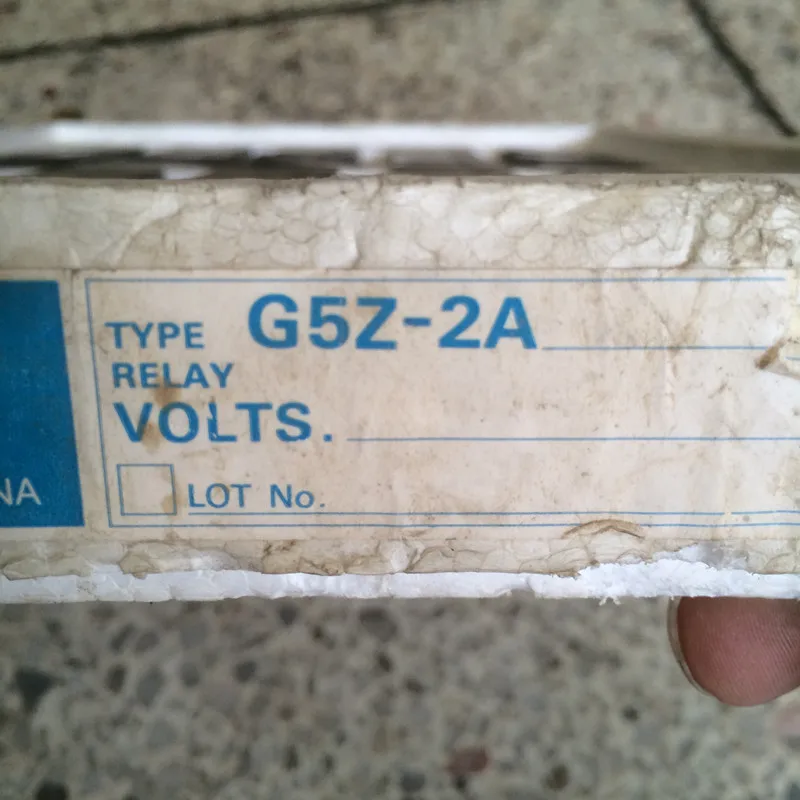 TYPE G5Z-2A
RELAY
VOLTS.
LOT No.
NA